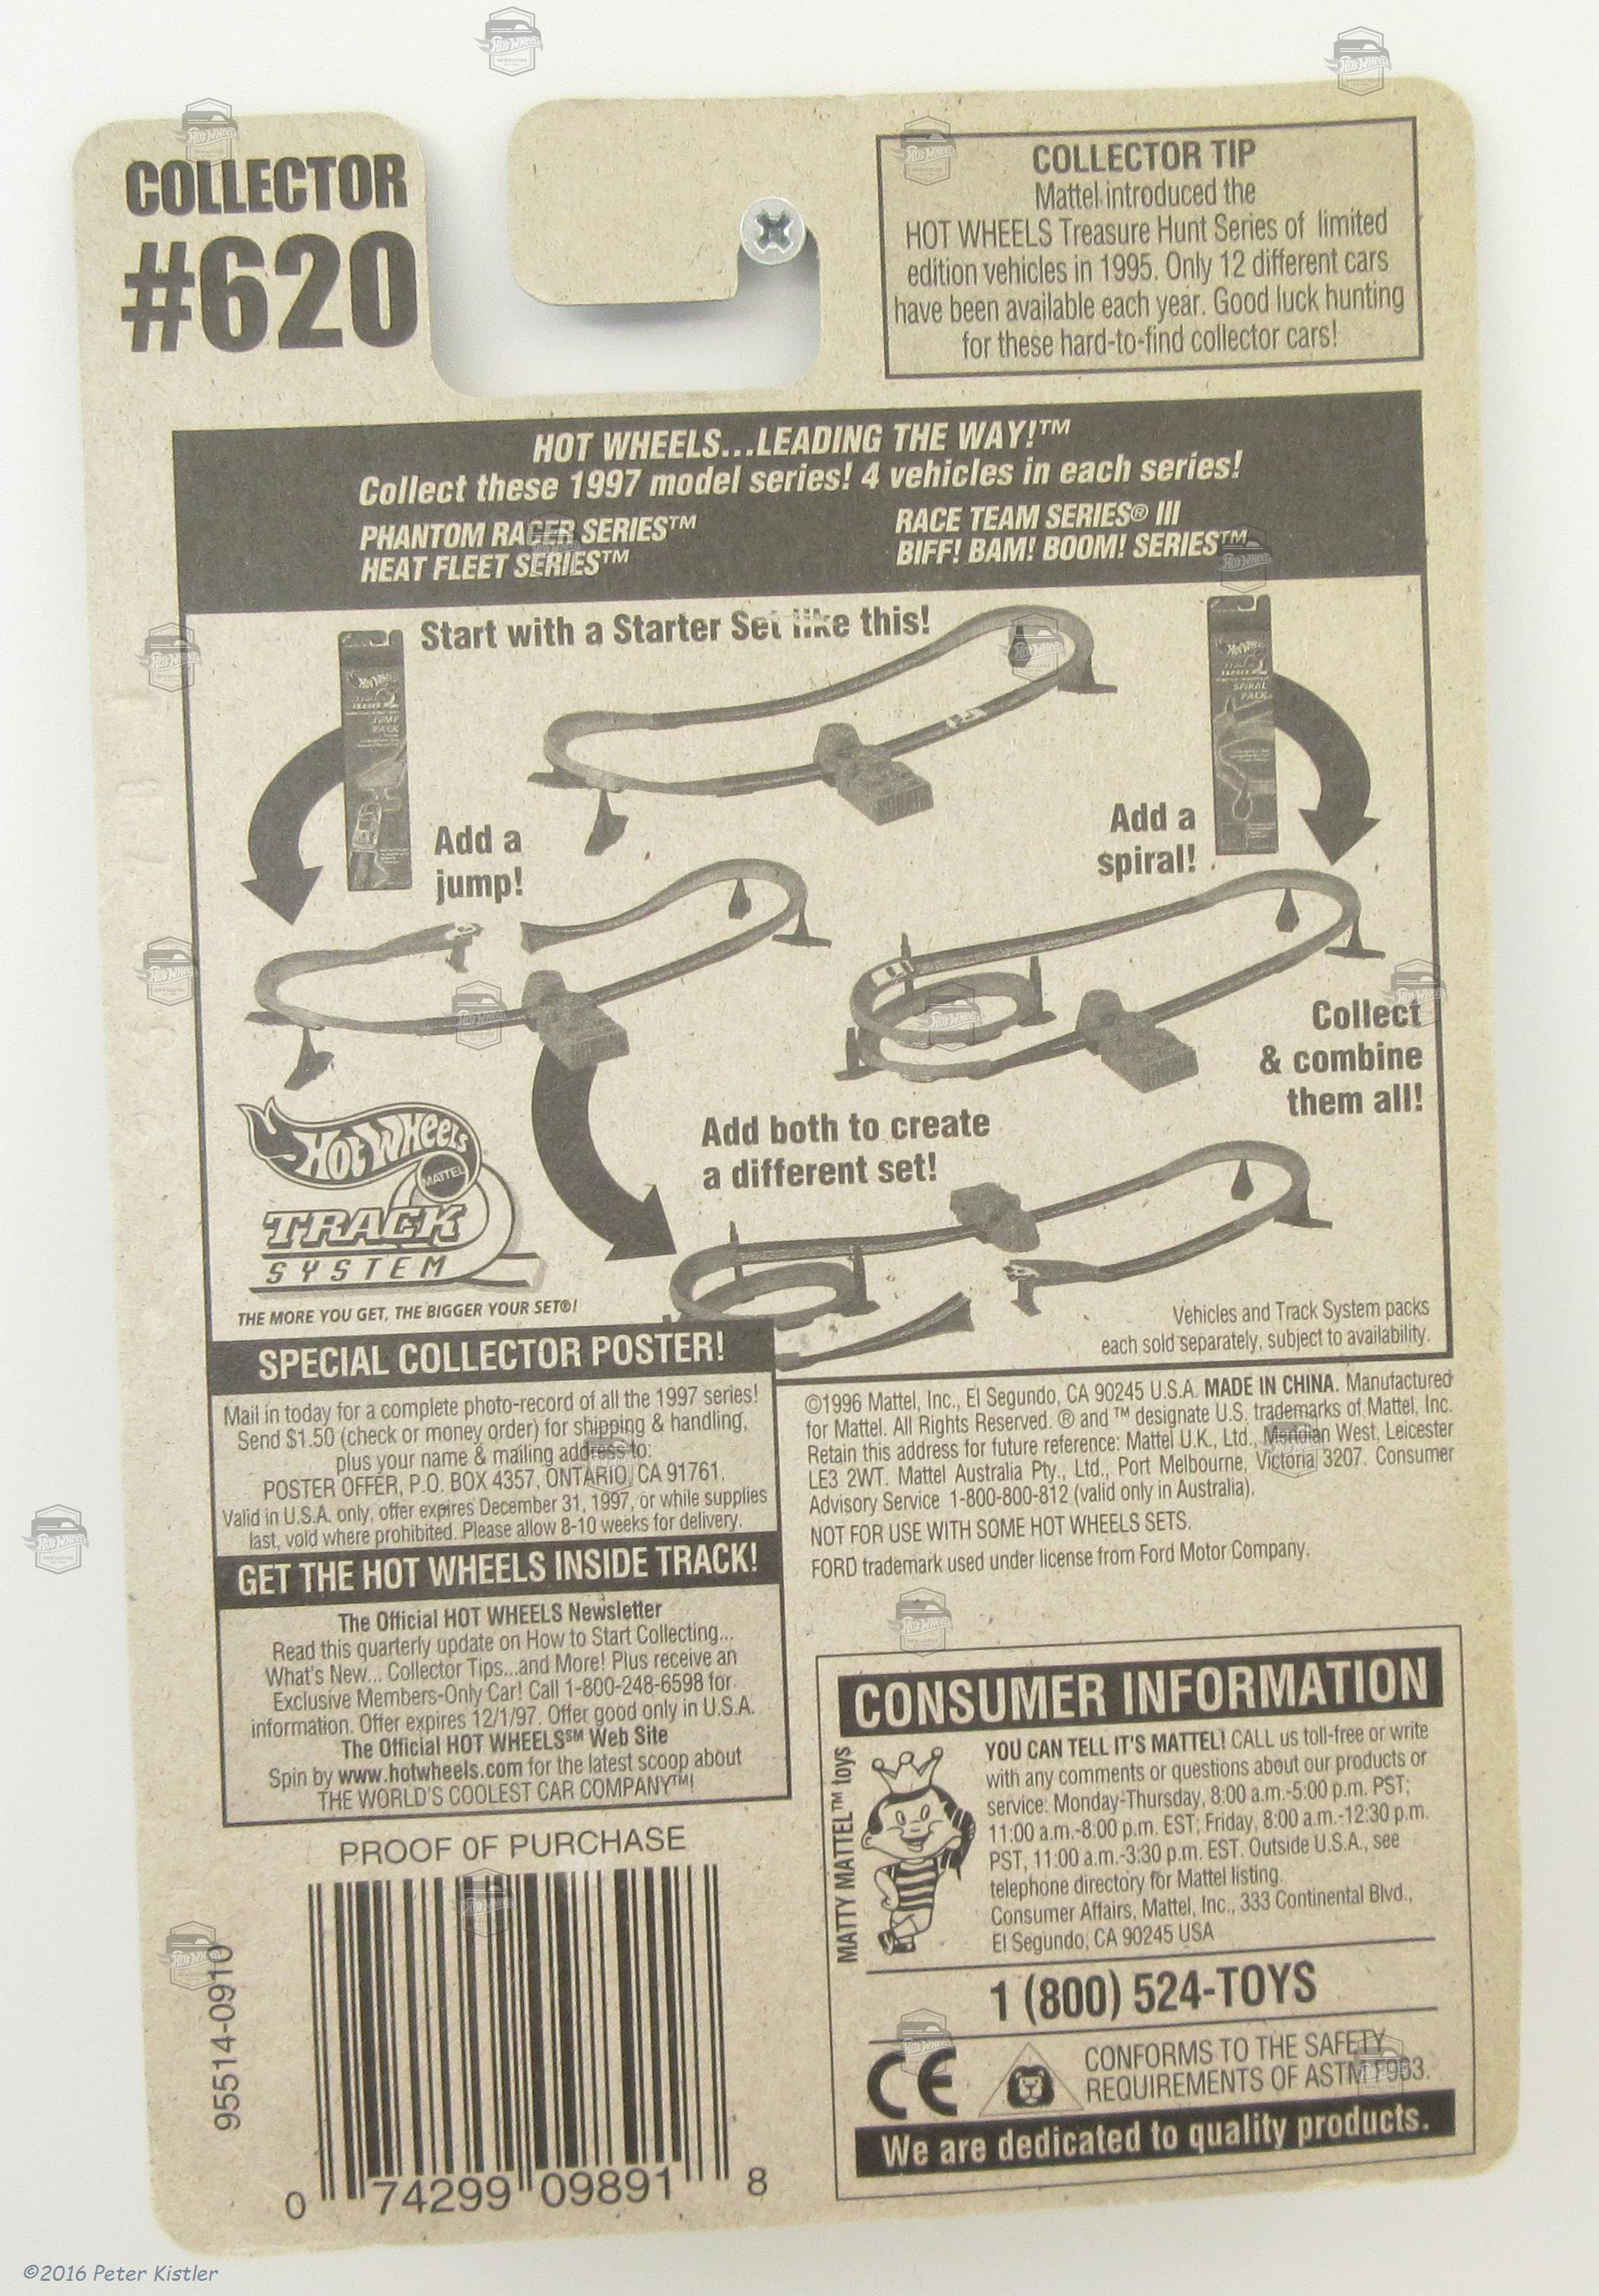 COLLECTOR
#620
COLLECTOR TIP
Mattel introduced the
HOT WHEELS Treasure Hunt Series of limited
edition vehicles in 1995. Only 12 different cars
have been available each year. Good luck hunting
for these hard-to-find collector cars!
HOT WHEELS...LEADING THE WAY!™
Collect these 1997 model series! 4 vehicles in each series!
PHANTOM RACER SERIES™
HEAT FLEET SERIES™
RACE TEAM SERIES® III
BIFF! BAM! BOOM! SERIES™
Start with a Starter Set like this!
Hot Wheels
2
JUMP
PACK
Hot Wheels
2
SPIRAL
PACK
Add a
jump!
Add a
spiral!
Collect
& combine
them all!
Add both to create
a different set!
Hot Wheels
MATTEL
TRACK
SYSTEM
THE MORE YOU GET, THE BIGGER YOUR SET®!
Vehicles and Track System packs
each sold separately, subject to availability.
SPECIAL COLLECTOR POSTER!
Mail in today for a complete photo-record of all the 1997 series!
Send $1.50 (check or money order) for shipping & handling,
plus your name & mailing address to:
POSTER OFFER, P.O. BOX 4357, ONTARIO, CA 91761.
Valid in U.S.A. only, offer expires December 31, 1997, or while supplies
last, void where prohibited. Please allow 8-10 weeks for delivery.
GET THE HOT WHEELS INSIDE TRACK!
The Official HOT WHEELS Newsletter
Read this quarterly update on How to Start Collecting...
What's New... Collector Tips...and More! Plus receive an
Exclusive Members-Only Car! Call 1-800-248-6598 for
information. Offer expires 12/1/97. Offer good only in U.S.A.
The Official HOT WHEELS℠ Web Site
Spin by www.hotwheels.com for the latest scoop about
THE WORLD'S COOLEST CAR COMPANY™!
©1996 Mattel, Inc., El Segundo, CA 90245 U.S.A. MADE IN CHINA. Manufactured
for Mattel. All Rights Reserved. ® and ™ designate U.S. trademarks of Mattel, Inc.
Retain this address for future reference: Mattel U.K., Ltd., Meridian West, Leicester
LE3 2WT. Mattel Australia Pty., Ltd., Port Melbourne, Victoria 3207. Consumer
Advisory Service 1-800-800-812 (valid only in Australia).
NOT FOR USE WITH SOME HOT WHEELS SETS.
FORD trademark used under license from Ford Motor Company.
PROOF OF PURCHASE
95514-0910
0 74299 09891 8
CONSUMER INFORMATION
MATTY MATTEL™ toys
YOU CAN TELL IT'S MATTEL! CALL us toll-free or write
with any comments or questions about our products or
service: Monday-Thursday, 8:00 a.m.-5:00 p.m. PST;
11:00 a.m.-8:00 p.m. EST; Friday, 8:00 a.m.-12:30 p.m.
PST, 11:00 a.m.-3:30 p.m. EST. Outside U.S.A., see
telephone directory for Mattel listing.
Consumer Affairs, Mattel, Inc., 333 Continental Blvd.,
El Segundo, CA 90245 USA
1 (800) 524-TOYS
CE
CONFORMS TO THE SAFETY
REQUIREMENTS OF ASTM F963.
We are dedicated to quality products.
©2016 Peter Kistler